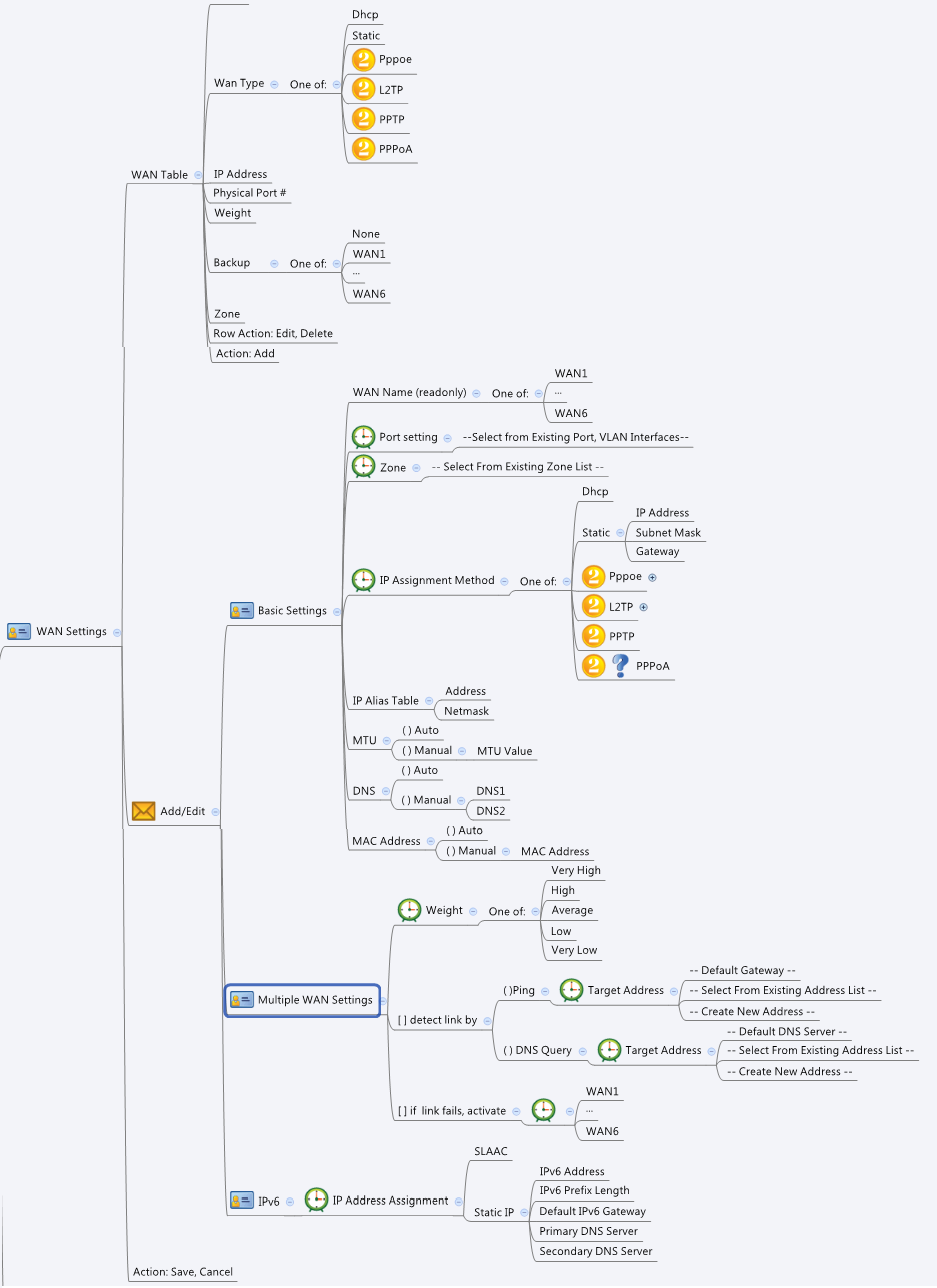 WAN Settings
WAN Table
Wan Type
One of:
Dhcp
Static
2 Pppoe
2 L2TP
2 PPTP
2 PPPoA
IP Address
Physical Port #
Weight
Backup
One of:
None
WAN1
...
WAN6
Zone
Row Action: Edit, Delete
Action: Add
Add/Edit
Basic Settings
WAN Name (readonly)
One of:
WAN1
...
WAN6
Port setting
--Select from Existing Port, VLAN Interfaces--
Zone
-- Select From Existing Zone List --
IP Assignment Method
One of:
Dhcp
Static
IP Address
Subnet Mask
Gateway
2 Pppoe
2 L2TP
2 PPTP
2 ? PPPoA
IP Alias Table
Address
Netmask
MTU
( ) Auto
( ) Manual
MTU Value
DNS
( ) Auto
( ) Manual
DNS1
DNS2
MAC Address
( ) Auto
( ) Manual
MAC Address
Multiple WAN Settings
Weight
One of:
Very High
High
Average
Low
Very Low
[ ] detect link by
( )Ping
Target Address
-- Default Gateway --
-- Select From Existing Address List --
-- Create New Address --
( ) DNS Query
Target Address
-- Default DNS Server --
-- Select From Existing Address List --
-- Create New Address --
[ ] if link fails, activate
WAN1
...
WAN6
IPv6
IP Address Assignment
SLAAC
Static IP
IPv6 Address
IPv6 Prefix Length
Default IPv6 Gateway
Primary DNS Server
Secondary DNS Server
Action: Save, Cancel